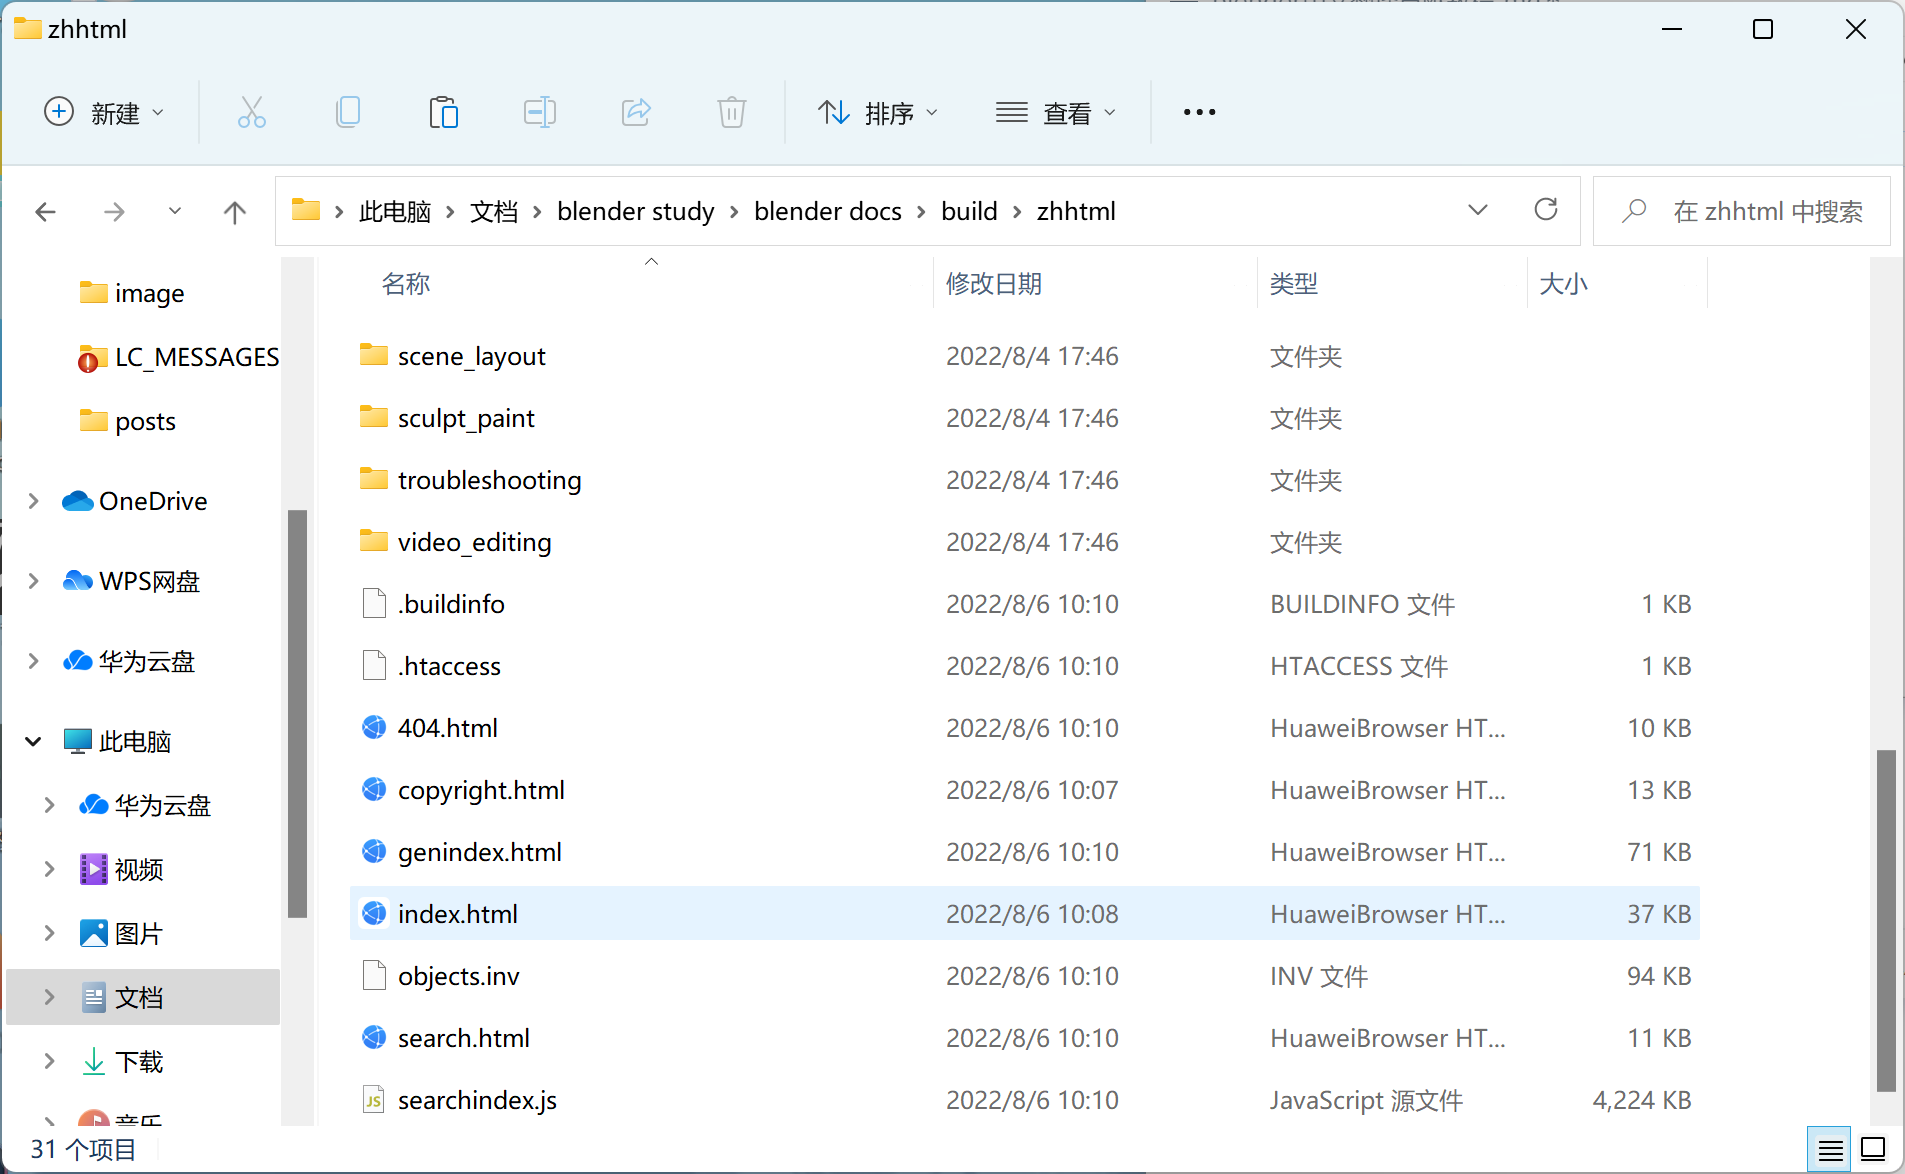 zhhtml
新建
排序
查看
此电脑 文档 blender study blender docs build zhhtml
在 zhhtml 中搜索
image
LC_MESSAGES
posts
OneDrive
WPS网盘
华为云盘
此电脑
华为云盘
视频
图片
文档
下载
音乐
名称 修改日期 类型 大小
scene_layout 2022/8/4 17:46 文件夹
sculpt_paint 2022/8/4 17:46 文件夹
troubleshooting 2022/8/4 17:46 文件夹
video_editing 2022/8/4 17:46 文件夹
.buildinfo 2022/8/6 10:10 BUILDINFO 文件 1 KB
.htaccess 2022/8/6 10:10 HTACCESS 文件 1 KB
404.html 2022/8/6 10:10 HuaweiBrowser HT... 10 KB
copyright.html 2022/8/6 10:07 HuaweiBrowser HT... 13 KB
genindex.html 2022/8/6 10:10 HuaweiBrowser HT... 71 KB
index.html 2022/8/6 10:08 HuaweiBrowser HT... 37 KB
objects.inv 2022/8/6 10:10 INV 文件 94 KB
search.html 2022/8/6 10:10 HuaweiBrowser HT... 11 KB
JS searchindex.js 2022/8/6 10:10 JavaScript 源文件 4,224 KB
31 个项目